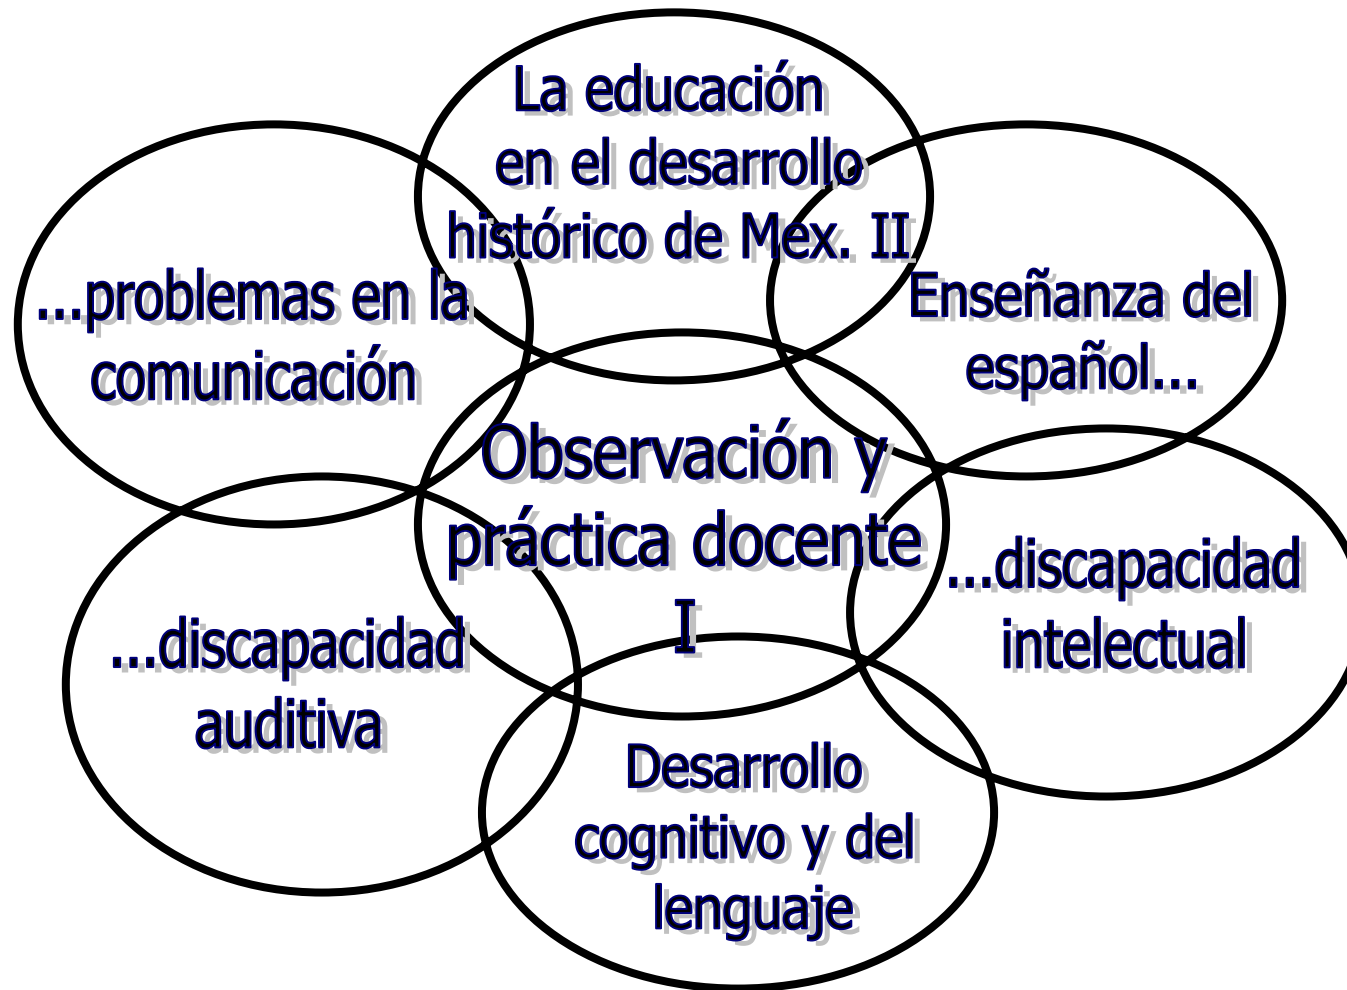 La educación
en el desarrollo
histórico de Mex. II
...problemas en la
comunicación
Enseñanza del
español...
Observación y
práctica docente
I
...discapacidad
intelectual
...discapacidad
auditiva
Desarrollo
cognitivo y del
lenguaje